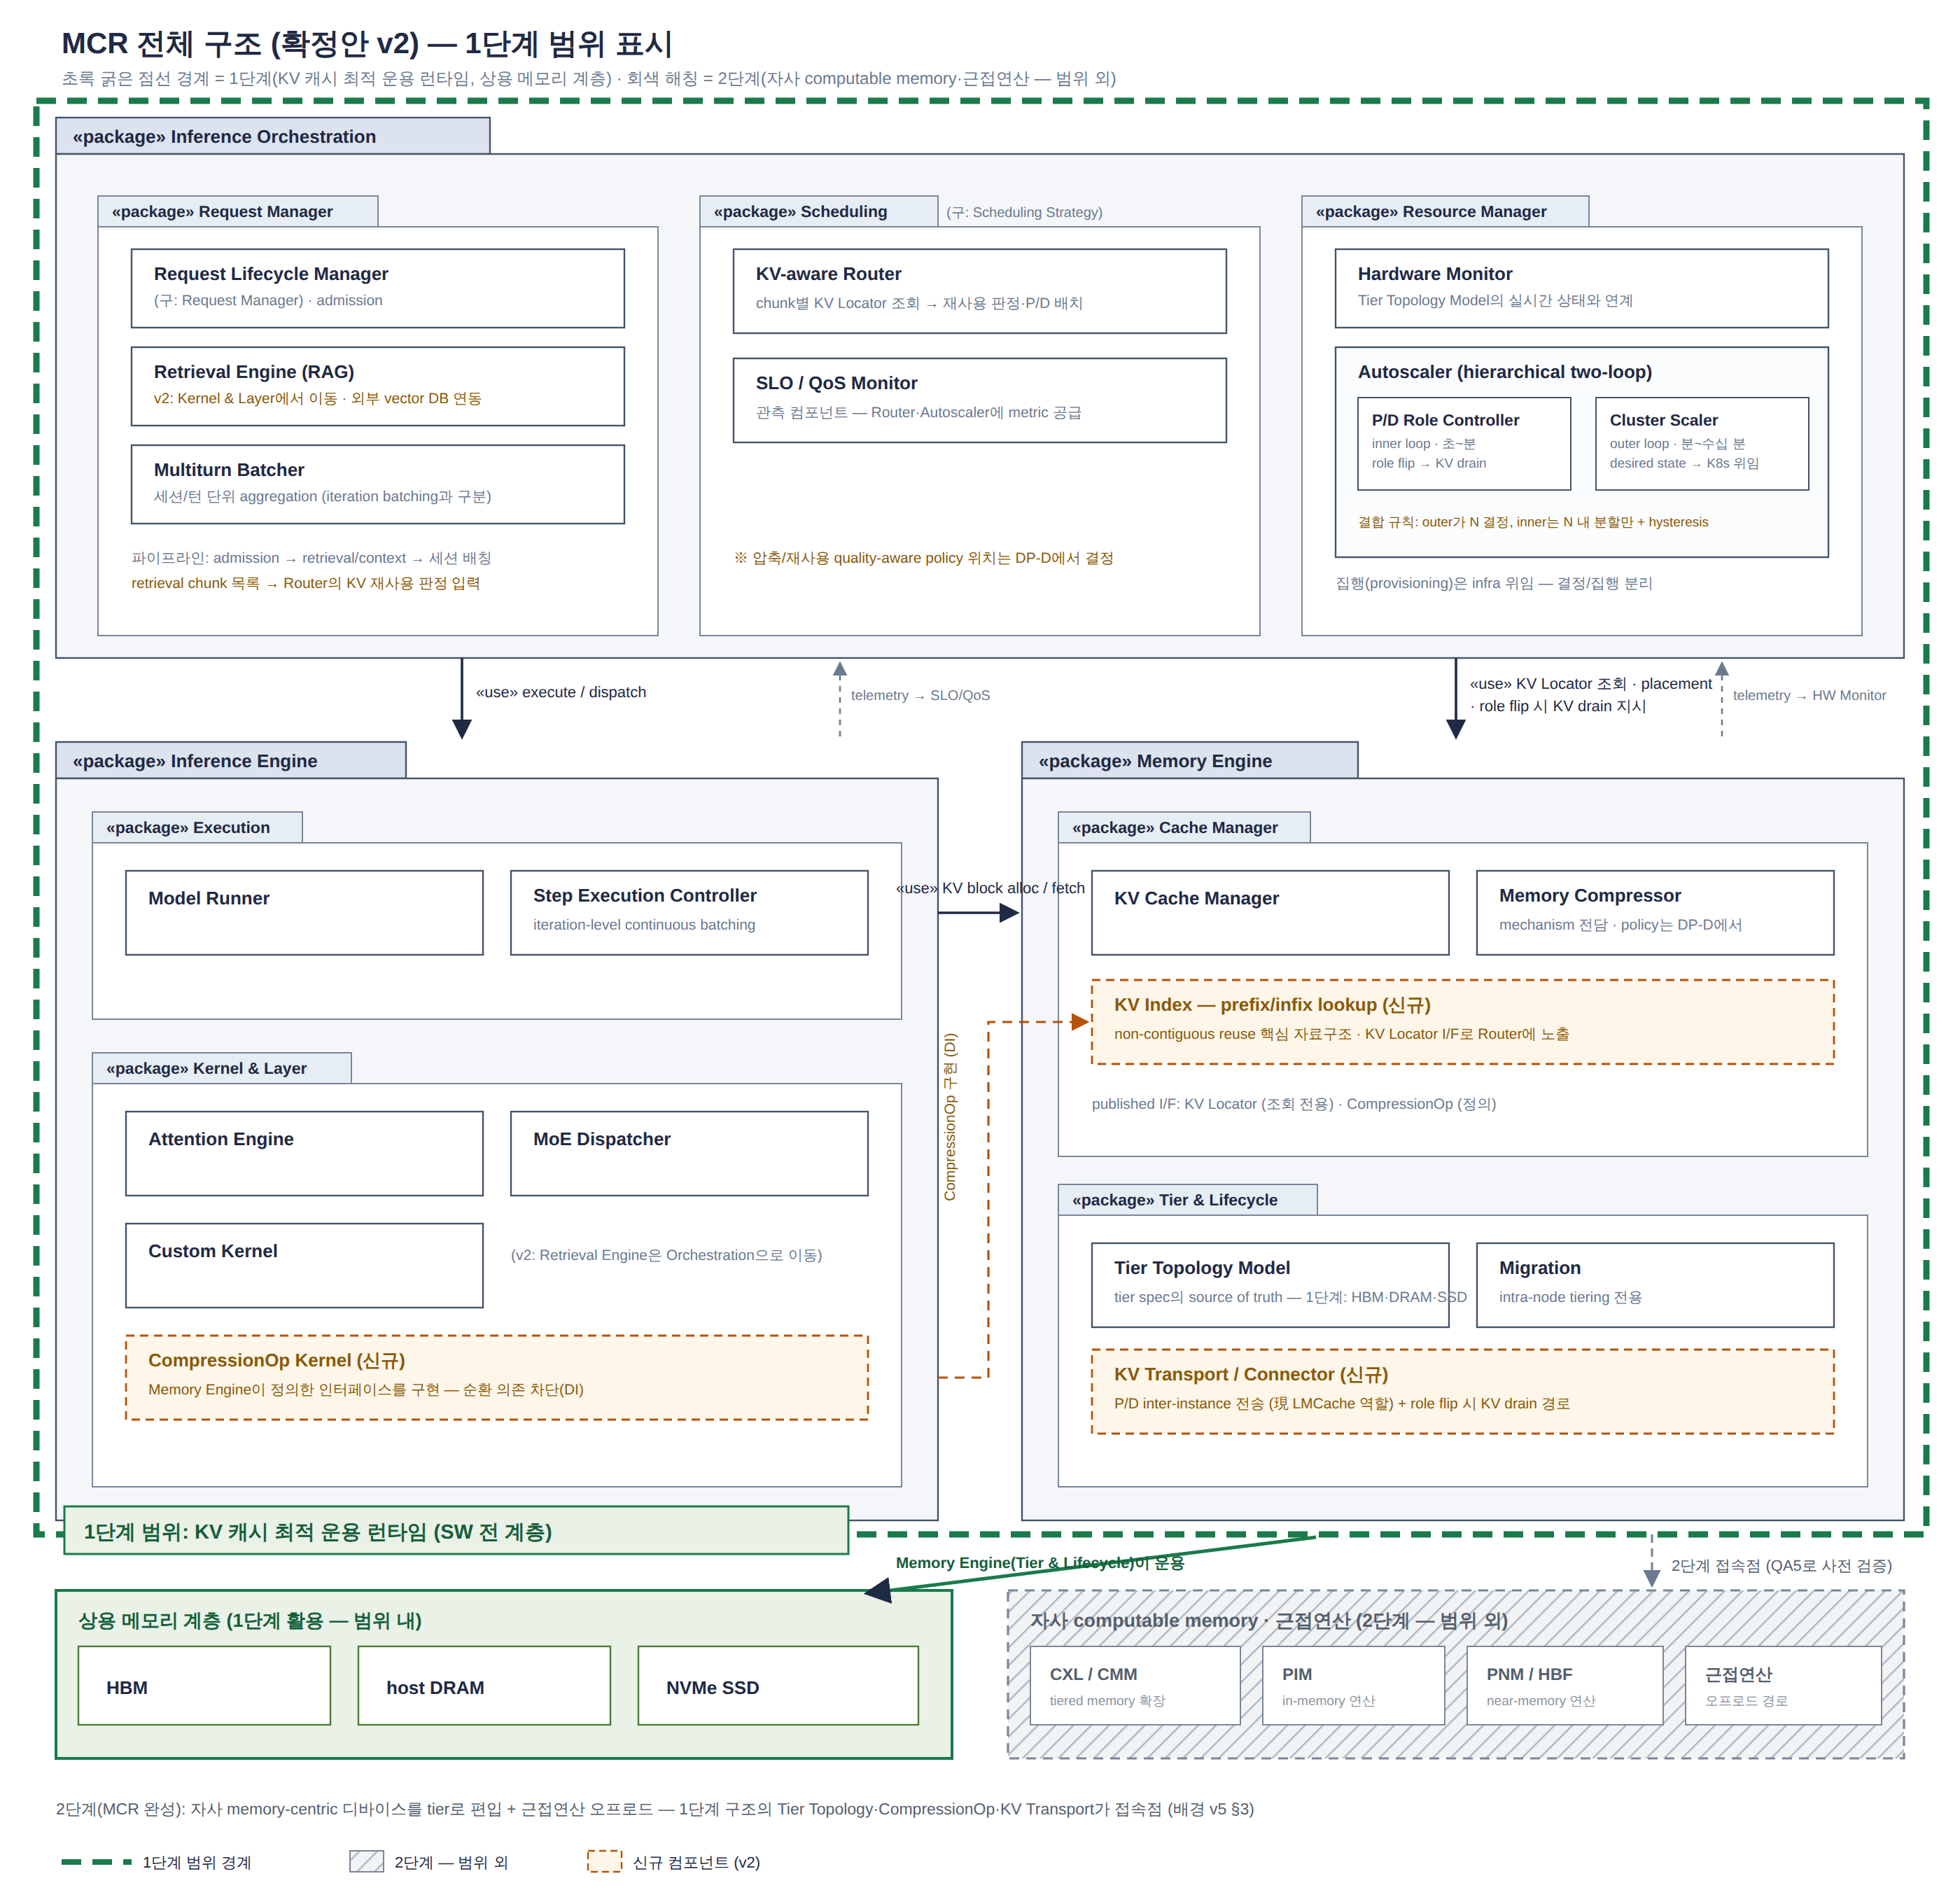 MCR 전체 구조 (확정안 v2) — 1단계 범위 표시
초록 굵은 점선 경계 = 1단계(KV 캐시 최적 운용 런타임, 상용 메모리 계층) · 회색 해칭 = 2단계(자사 computable memory·근접연산 — 범위 외)
«package» Inference Orchestration
«package» Request Manager
Request Lifecycle Manager
(구: Request Manager) · admission
Retrieval Engine (RAG)
v2: Kernel & Layer에서 이동 · 외부 vector DB 연동
Multiturn Batcher
세션/턴 단위 aggregation (iteration batching과 구분)
파이프라인: admission → retrieval/context → 세션 배칭
retrieval chunk 목록 → Router의 KV 재사용 판정 입력
«package» Scheduling
(구: Scheduling Strategy)
KV-aware Router
chunk별 KV Locator 조회 → 재사용 판정·P/D 배치
SLO / QoS Monitor
관측 컴포넌트 — Router·Autoscaler에 metric 공급
※ 압축/재사용 quality-aware policy 위치는 DP-D에서 결정
«package» Resource Manager
Hardware Monitor
Tier Topology Model의 실시간 상태와 연계
Autoscaler (hierarchical two-loop)
P/D Role Controller
inner loop · 초~분
role flip → KV drain
Cluster Scaler
outer loop · 분~수십 분
desired state → K8s 위임
결합 규칙: outer가 N 결정, inner는 N 내 분할만 + hysteresis
집행(provisioning)은 infra 위임 — 결정/집행 분리
«use» execute / dispatch
telemetry → SLO/QoS
«use» KV Locator 조회 · placement
· role flip 시 KV drain 지시
telemetry → HW Monitor
«package» Inference Engine
«package» Execution
Model Runner
Step Execution Controller
iteration-level continuous batching
«package» Kernel & Layer
Attention Engine
MoE Dispatcher
Custom Kernel
(v2: Retrieval Engine은 Orchestration으로 이동)
CompressionOp Kernel (신규)
Memory Engine이 정의한 인터페이스를 구현 — 순환 의존 차단(DI)
«use» KV block alloc / fetch
CompressionOp 구현 (DI)
«package» Memory Engine
«package» Cache Manager
KV Cache Manager
Memory Compressor
mechanism 전담 · policy는 DP-D에서
KV Index — prefix/infix lookup (신규)
non-contiguous reuse 핵심 자료구조 · KV Locator I/F로 Router에 노출
published I/F: KV Locator (조회 전용) · CompressionOp (정의)
«package» Tier & Lifecycle
Tier Topology Model
tier spec의 source of truth — 1단계: HBM·DRAM·SSD
Migration
intra-node tiering 전용
KV Transport / Connector (신규)
P/D inter-instance 전송 (現 LMCache 역할) + role flip 시 KV drain 경로
1단계 범위: KV 캐시 최적 운용 런타임 (SW 전 계층)
Memory Engine(Tier & Lifecycle)이 운용
2단계 접속점 (QA5로 사전 검증)
상용 메모리 계층 (1단계 활용 — 범위 내)
HBM
host DRAM
NVMe SSD
자사 computable memory · 근접연산 (2단계 — 범위 외)
CXL / CMM
tiered memory 확장
PIM
in-memory 연산
PNM / HBF
near-memory 연산
근접연산
오프로드 경로
2단계(MCR 완성): 자사 memory-centric 디바이스를 tier로 편입 + 근접연산 오프로드 — 1단계 구조의 Tier Topology·CompressionOp·KV Transport가 접속점 (배경 v5 §3)
1단계 범위 경계
2단계 — 범위 외
신규 컴포넌트 (v2)